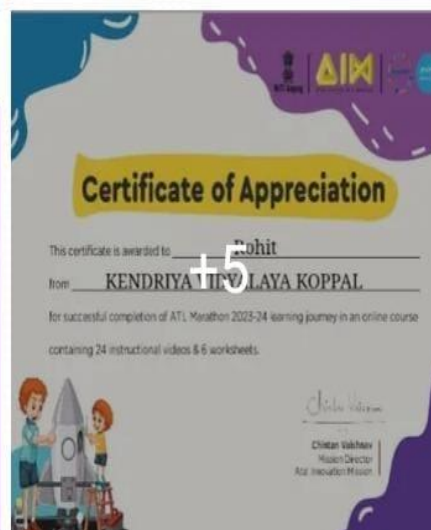 AIM
Certificate of Appreciation
This certificate is awarded to Rohit
from KENDRIYA VIDYALAYA KOPPAL
+5
for successful completion of ATL Marathon 2023-24 learning journey in an online course
containing 24 instructional videos & 6 worksheets.
Chintan Vaishnav
Mission Director
Atal Innovation Mission